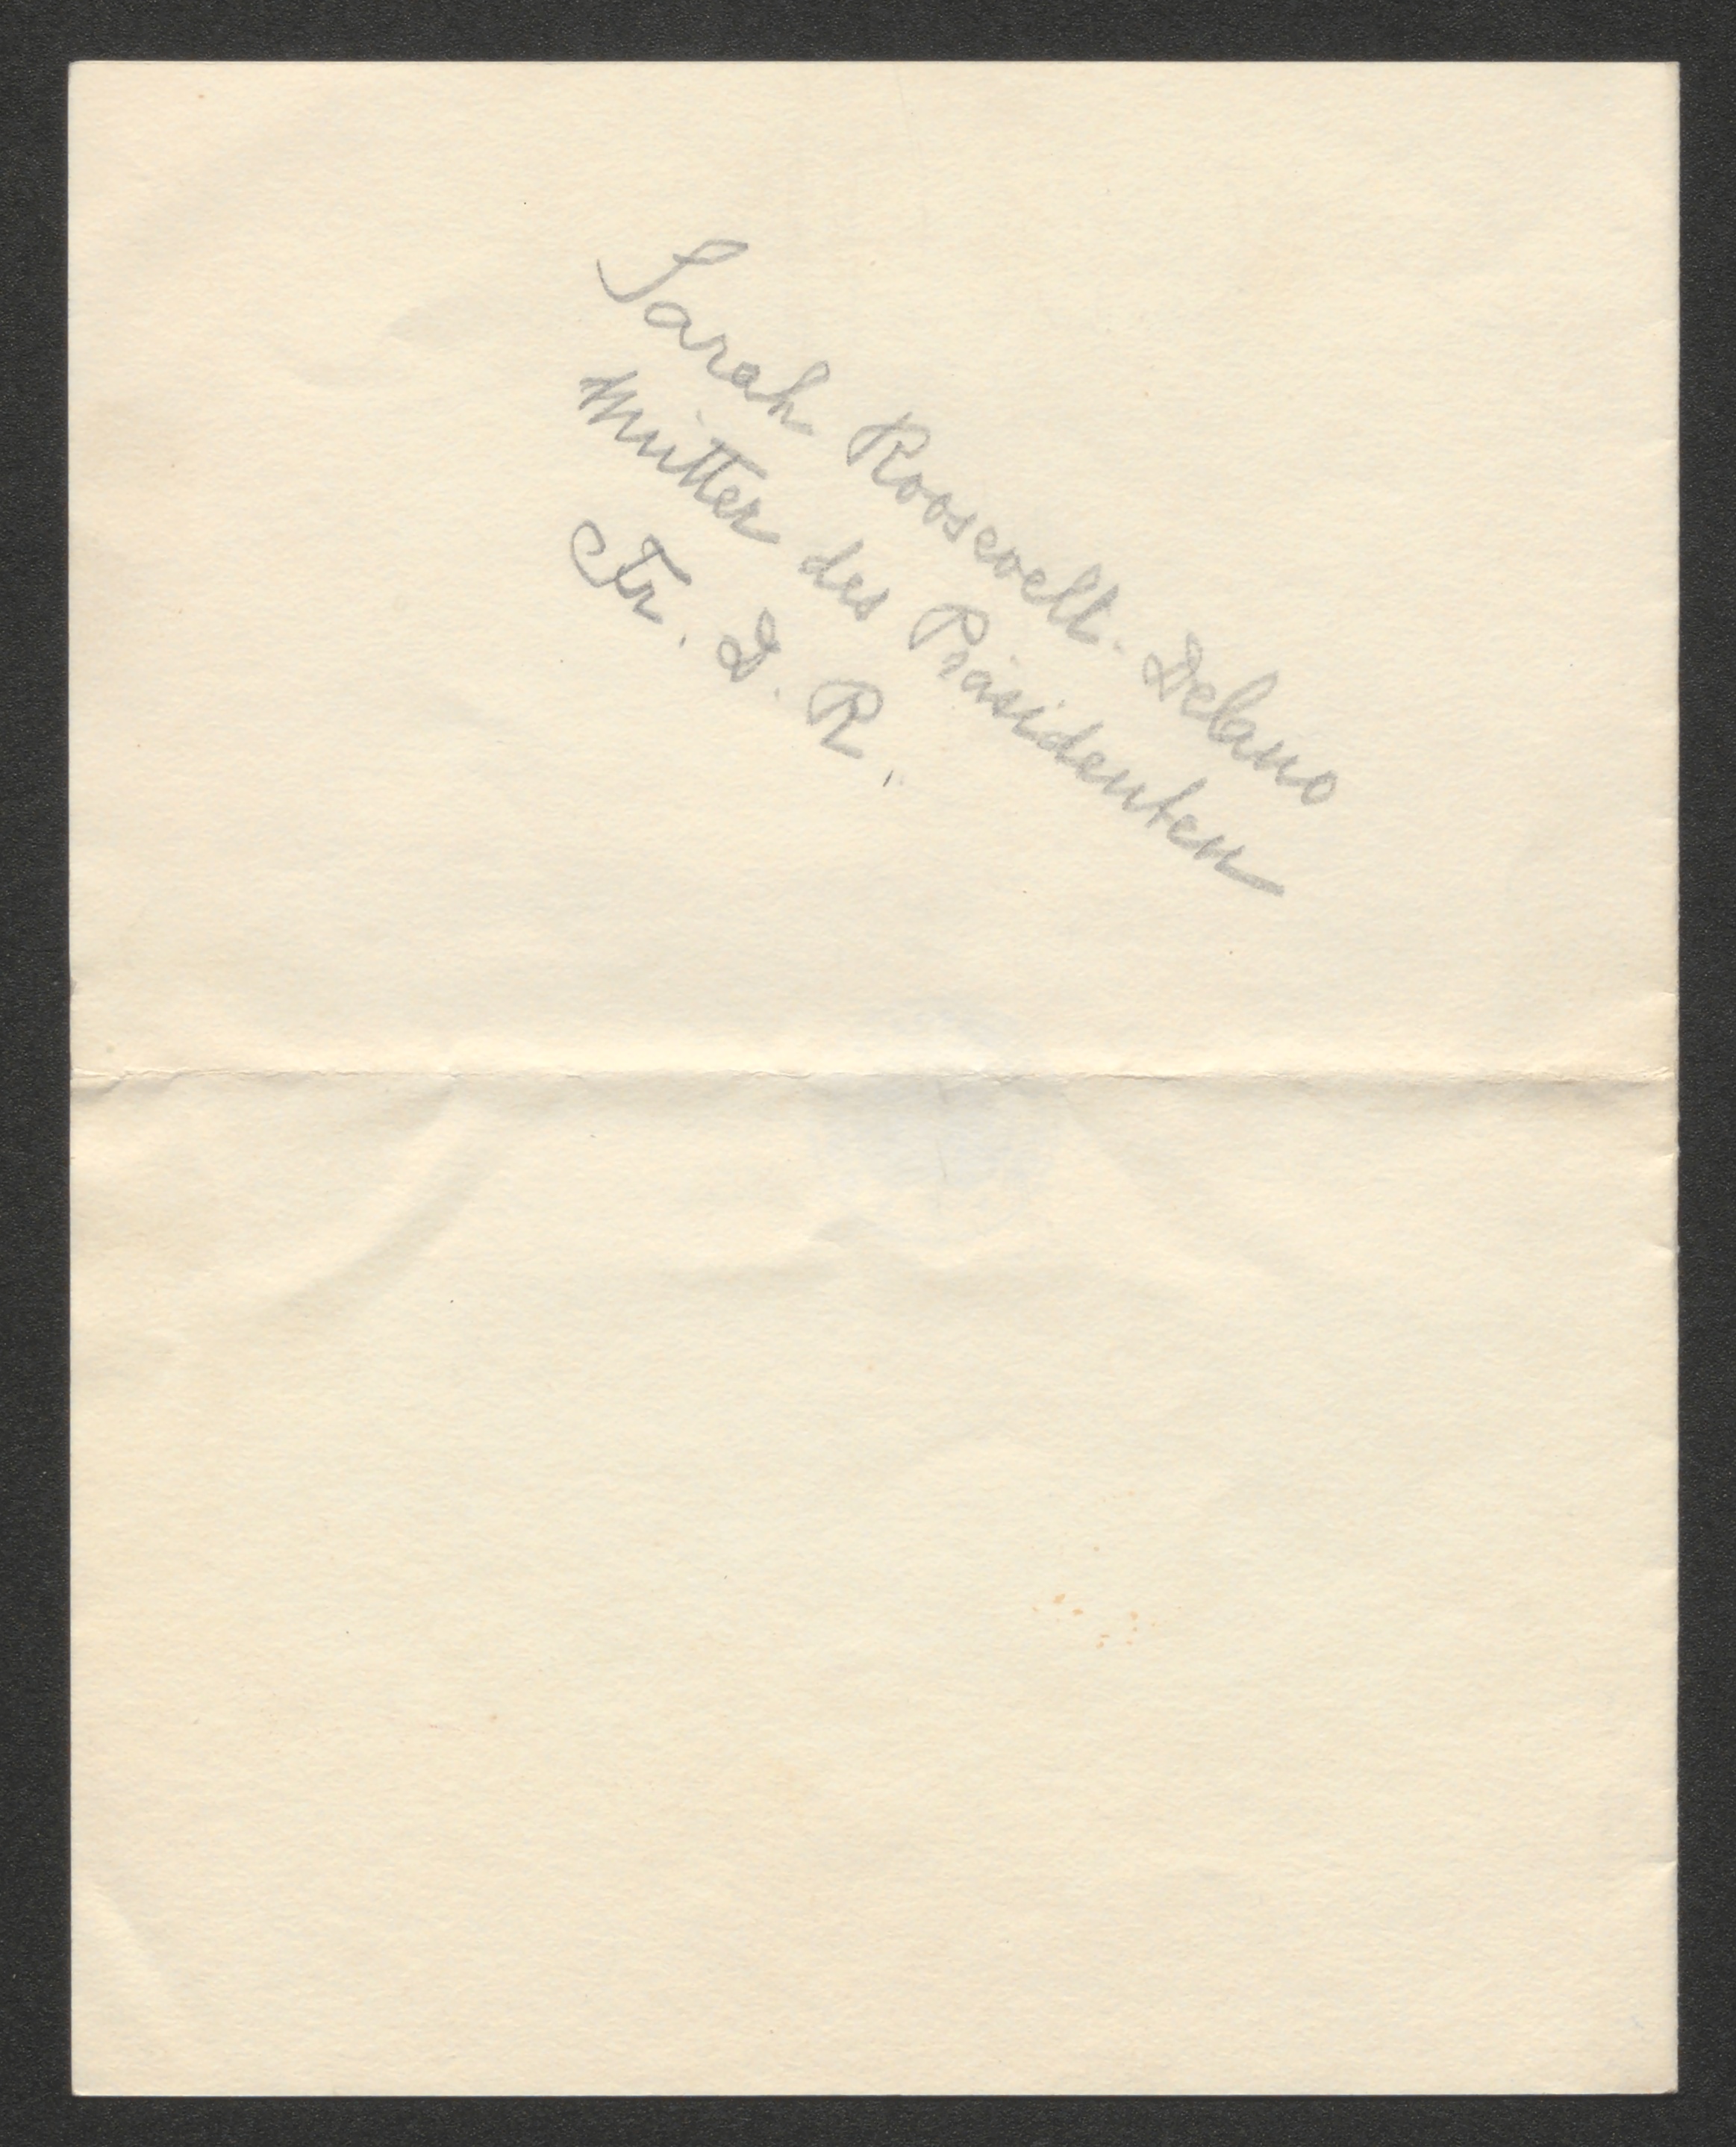 Sarah Roosevelt-Delano
Mutter des Präsidenten
Fr. D. R.